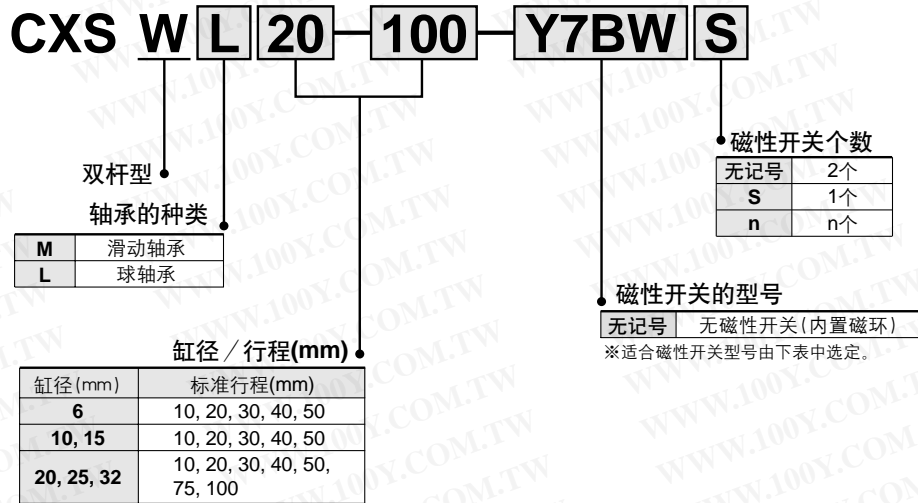 CXS W L 20-100-Y7BW S
双杆型
轴承的种类
M 滑动轴承
L 球轴承
缸径／行程(mm)
缸径(mm) 标准行程(mm)
6 10, 20, 30, 40, 50
10, 15 10, 20, 30, 40, 50
20, 25, 32 10, 20, 30, 40, 50,
75, 100
磁性开关个数
无记号 2个
S 1个
n n个
磁性开关的型号
无记号 无磁性开关(内置磁环)
※适合磁性开关型号由下表中选定。
WWW.100Y.COM.TW